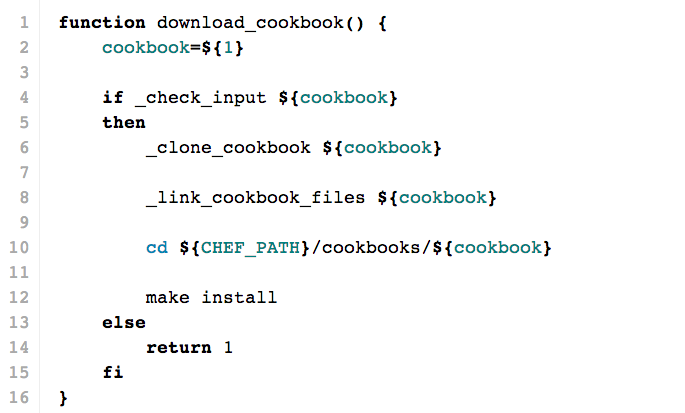 1 function download_cookbook() {
2     cookbook=${1}
3
4     if _check_input ${cookbook}
5     then
6         _clone_cookbook ${cookbook}
7
8         _link_cookbook_files ${cookbook}
9
10         cd ${CHEF_PATH}/cookbooks/${cookbook}
11
12         make install
13     else
14         return 1
15     fi
16 }